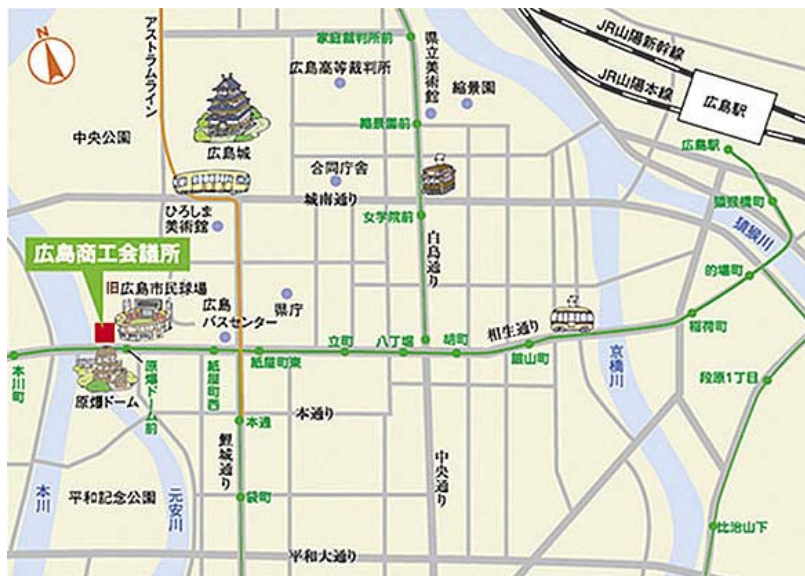 N
アストラムライン
家庭裁判所前
広島高等裁判所
県立美術館
縮景園
JR山陽新幹線
JR山陽本線
広島駅
中央公園
広島城
縮景園前
広島駅
合同庁舎
城南通り
ひろしま
美術館
女学院前
白島通り
猿猴橋町
猿猴川
広島商工会議所
旧広島市民球場
広島
バスセンター
県庁
的場町
相生通り
稲荷町
立町
八丁堀
胡町
銀山町
本川町
原爆ドーム
原爆ドーム前
紙屋町西
紙屋町東
京橋川
段原1丁目
本通り
本通
鯉城通り
中央通り
本川
平和記念公園
元安川
袋町
比治山下
平和大通り